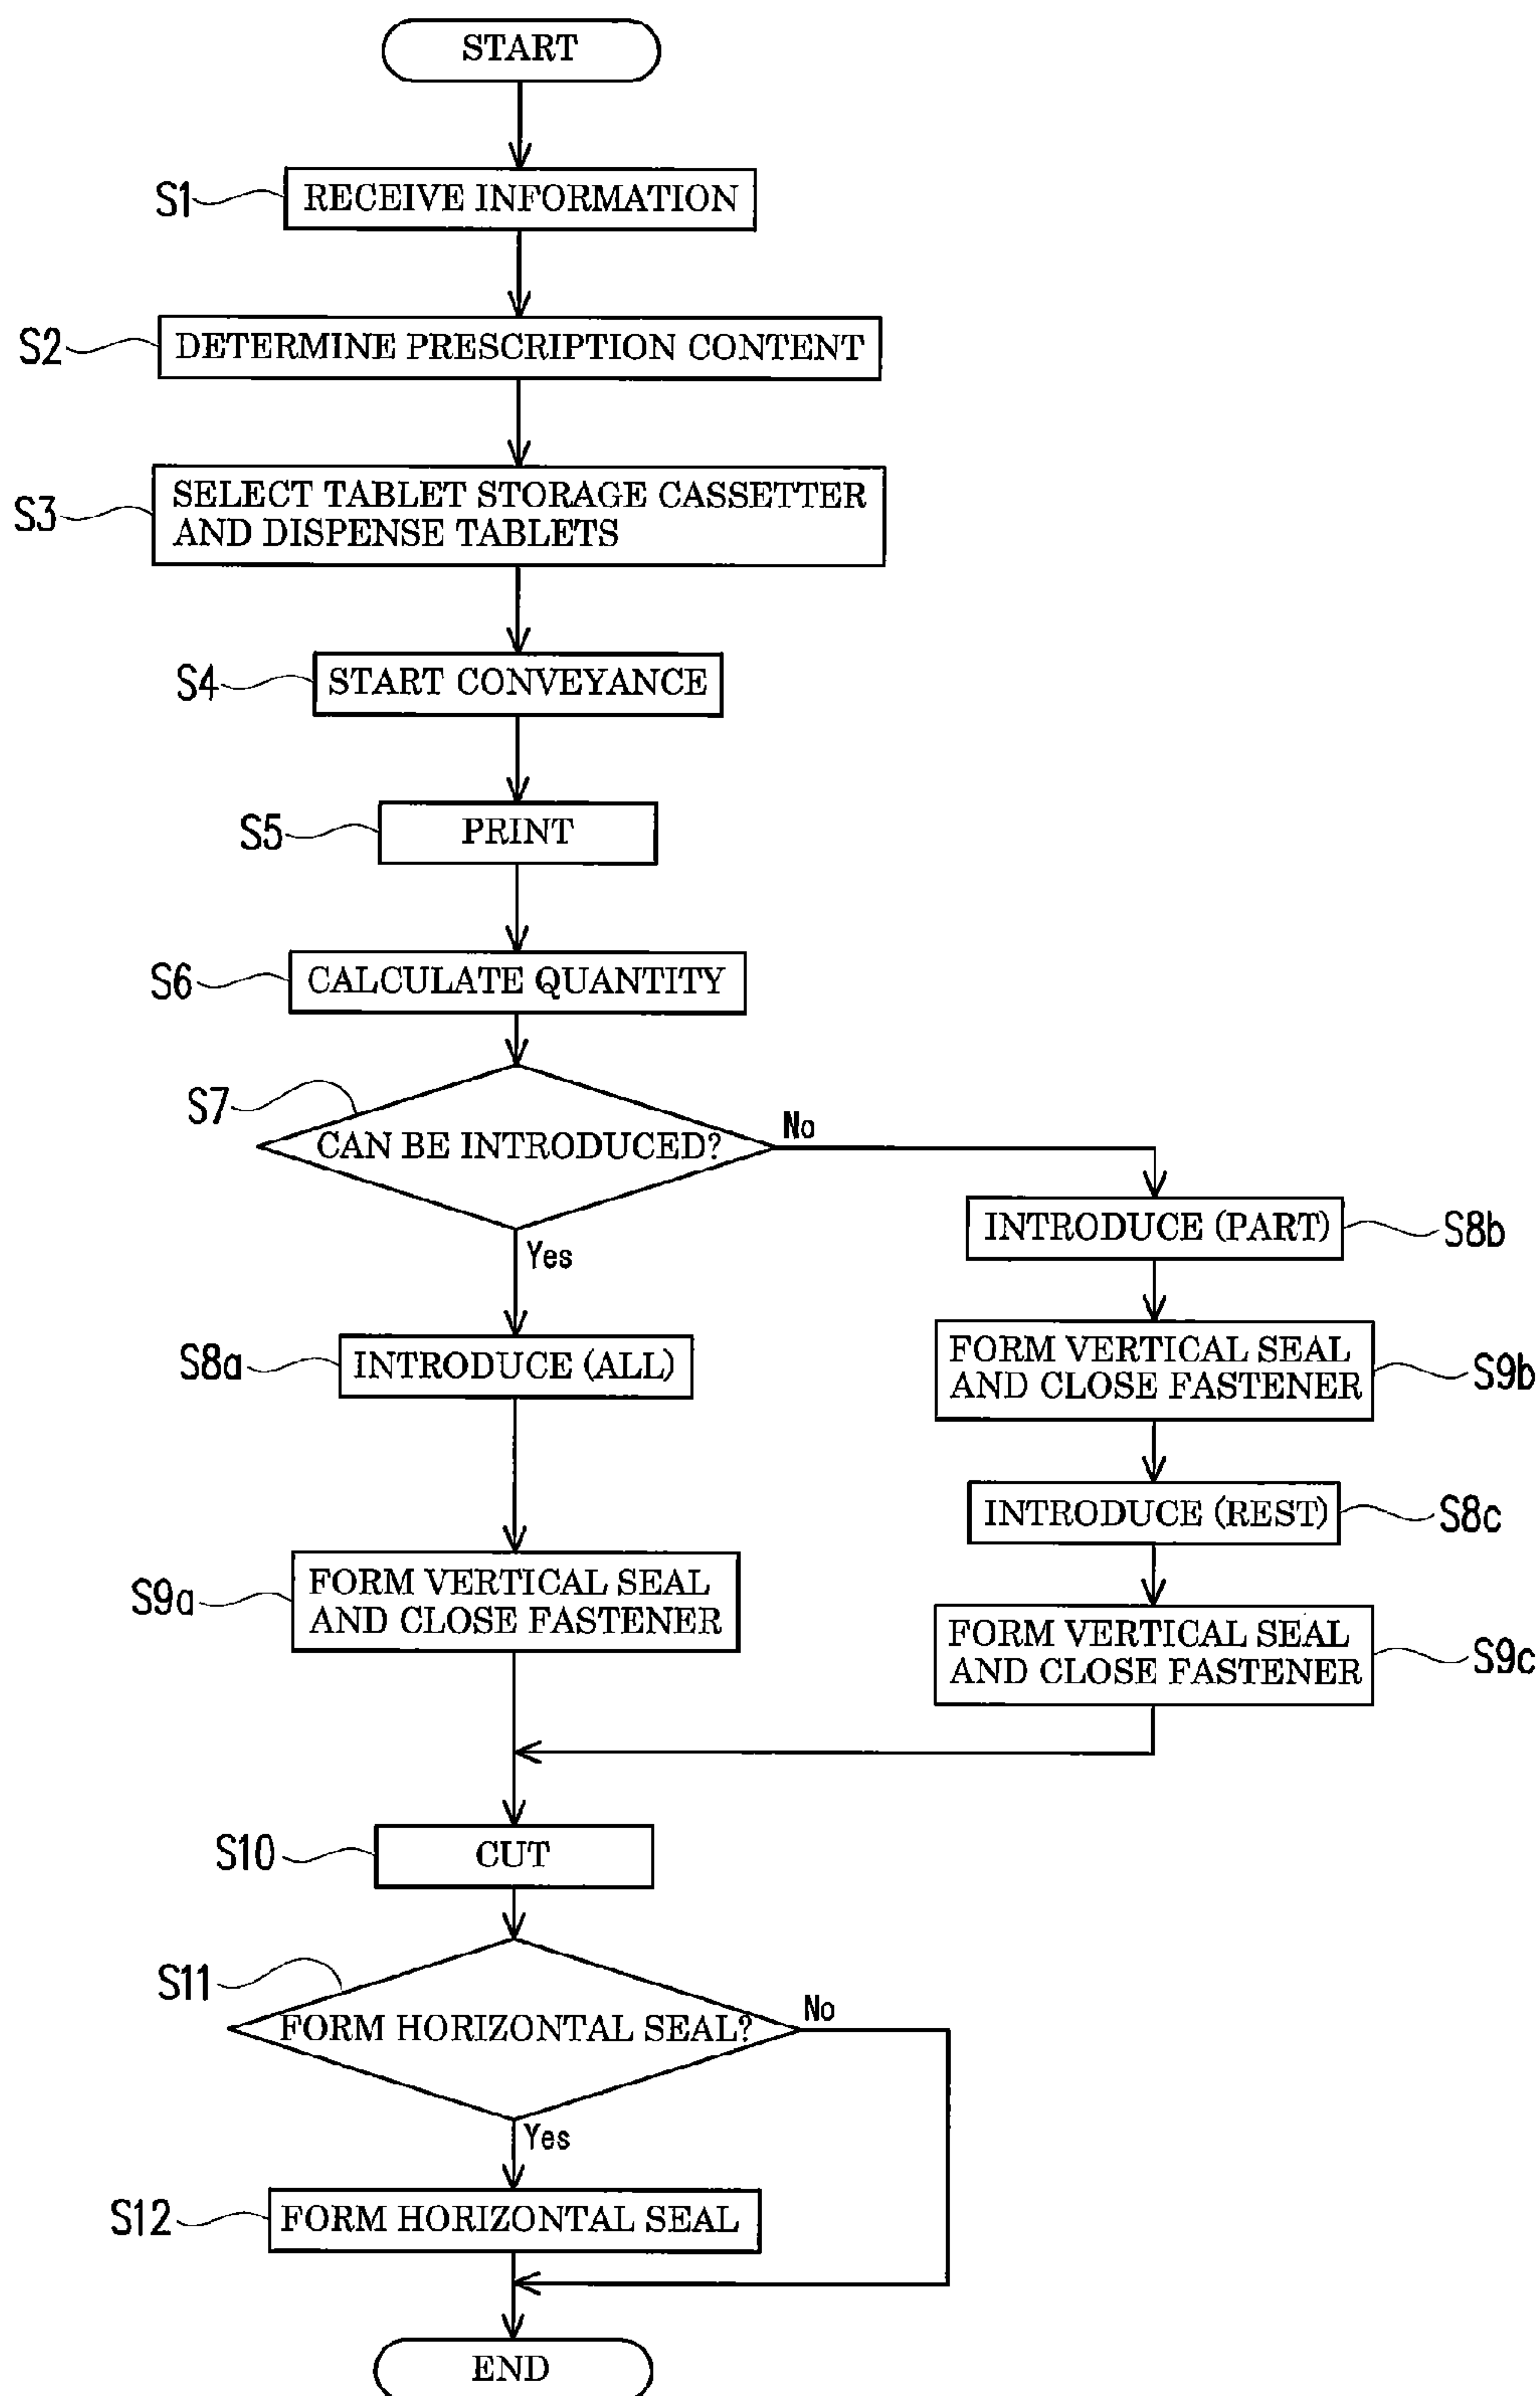 START
S1
RECEIVE INFORMATION
S2
DETERMINE PRESCRIPTION CONTENT
S3
SELECT TABLET STORAGE CASSETTER
AND DISPENSE TABLETS
S4
START CONVEYANCE
S5
PRINT
S6
CALCULATE QUANTITY
S7
CAN BE INTRODUCED?
No
Yes
INTRODUCE (PART)
S8b
S8a
INTRODUCE (ALL)
FORM VERTICAL SEAL
AND CLOSE FASTENER
S9b
INTRODUCE (REST)
S8c
S9a
FORM VERTICAL SEAL
AND CLOSE FASTENER
FORM VERTICAL SEAL
AND CLOSE FASTENER
S9c
S10
CUT
S11
FORM HORIZONTAL SEAL?
No
Yes
S12
FORM HORIZONTAL SEAL
END